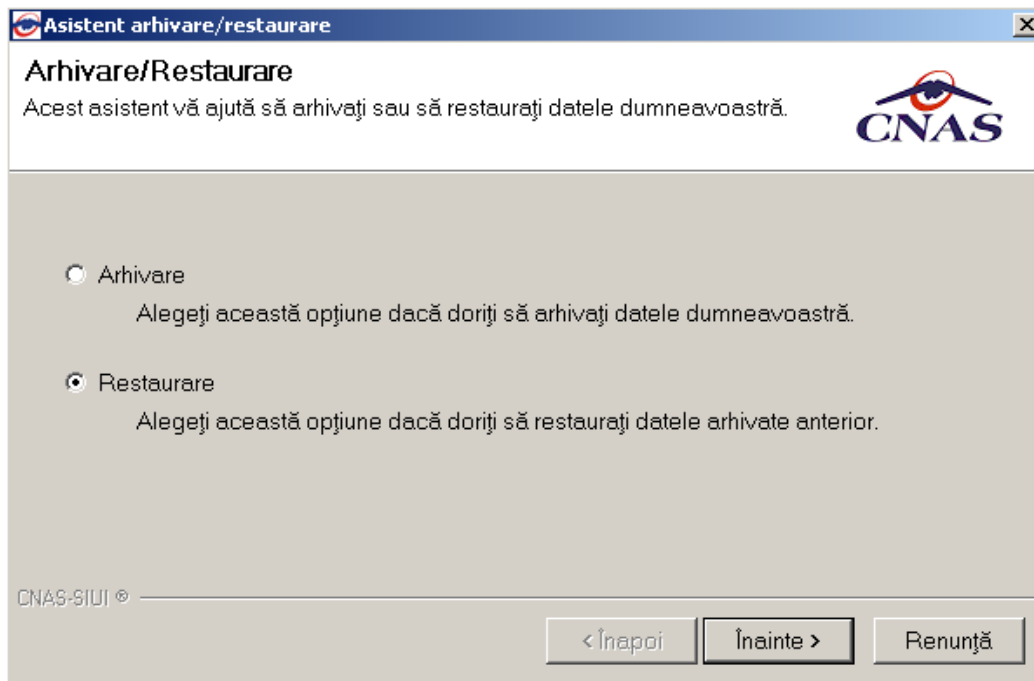 Asistent arhivare/restaurare
Arhivare/Restaurare
Acest asistent vă ajută să arhivaţi sau să restauraţi datele dumneavoastră.
CNAS
Arhivare
Alegeţi această opţiune dacă doriţi să arhivaţi datele dumneavoastră.
Restaurare
Alegeţi această opţiune dacă doriţi să restauraţi datele arhivate anterior.
CNAS-SIUI ®
< Înapoi
Înainte >
Renunţă